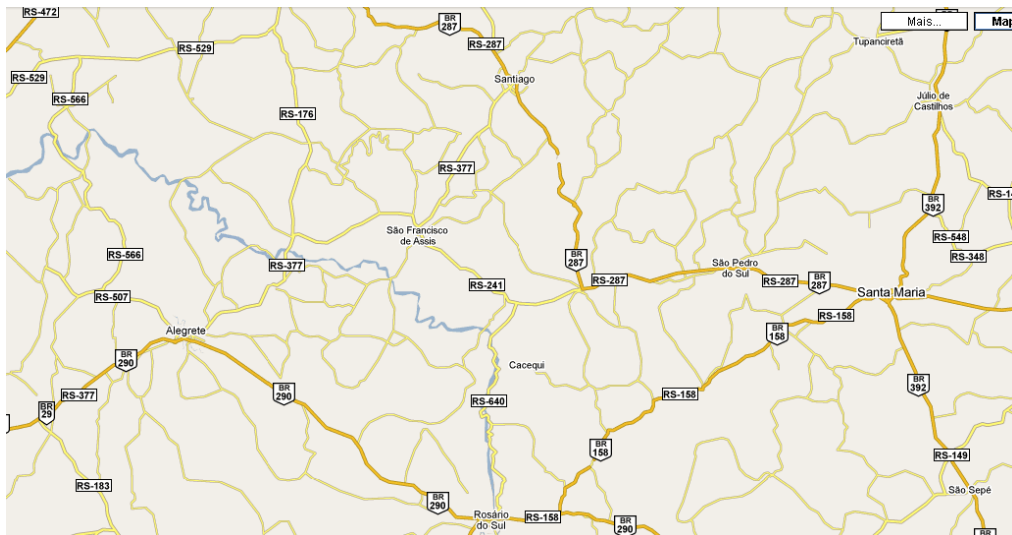 RS-472
BR
287
RS-287
RS-529
Mais...
Map
Tupanciretã
RS-529
Santiago
RS-566
Júlio de
Castilhos
RS-176
RS-377
BR
392
RS-14
São Francisco
de Assis
RS-548
RS-566
RS-377
BR
287
São Pedro
do Sul
RS-348
RS-241
RS-287
RS-287
BR
287
RS-507
Santa Maria
RS-158
Alegrete
BR
158
BR
290
Cacequi
BR
290
RS-377
RS-640
RS-158
BR
392
BR
29
BR
158
RS-149
RS-183
São Sepé
BR
290
Rosário
do Sul
RS-158
BR
290
BR
392